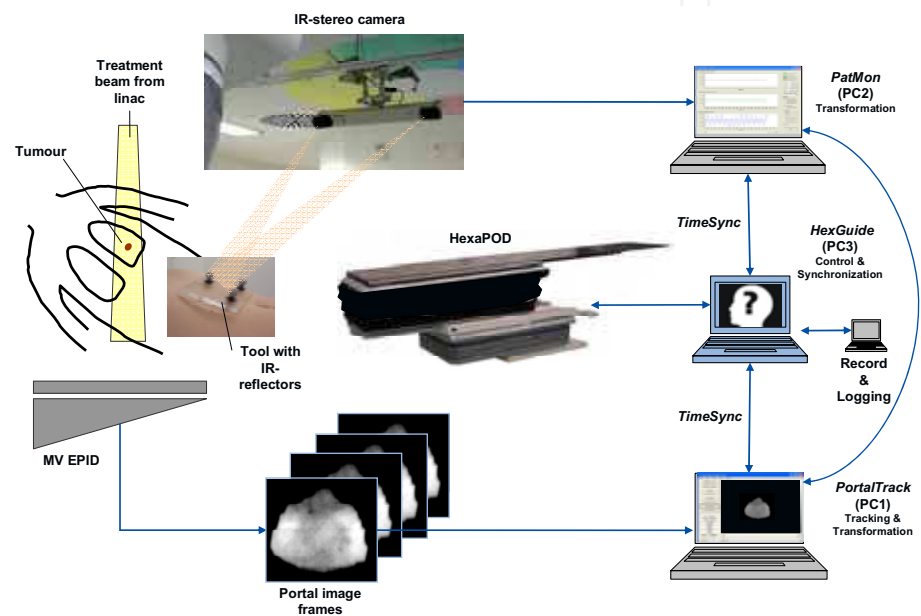 IR-stereo camera
Treatment
beam from
linac
Tumour
PatMon
(PC2)
Transformation
TimeSync
HexGuide
(PC3)
Control &
Synchronization
HexaPOD
?
Tool with
IR-
reflectors
Record
&
Logging
MV EPID
TimeSync
PortalTrack
(PC1)
Tracking &
Transformation
Portal image
frames